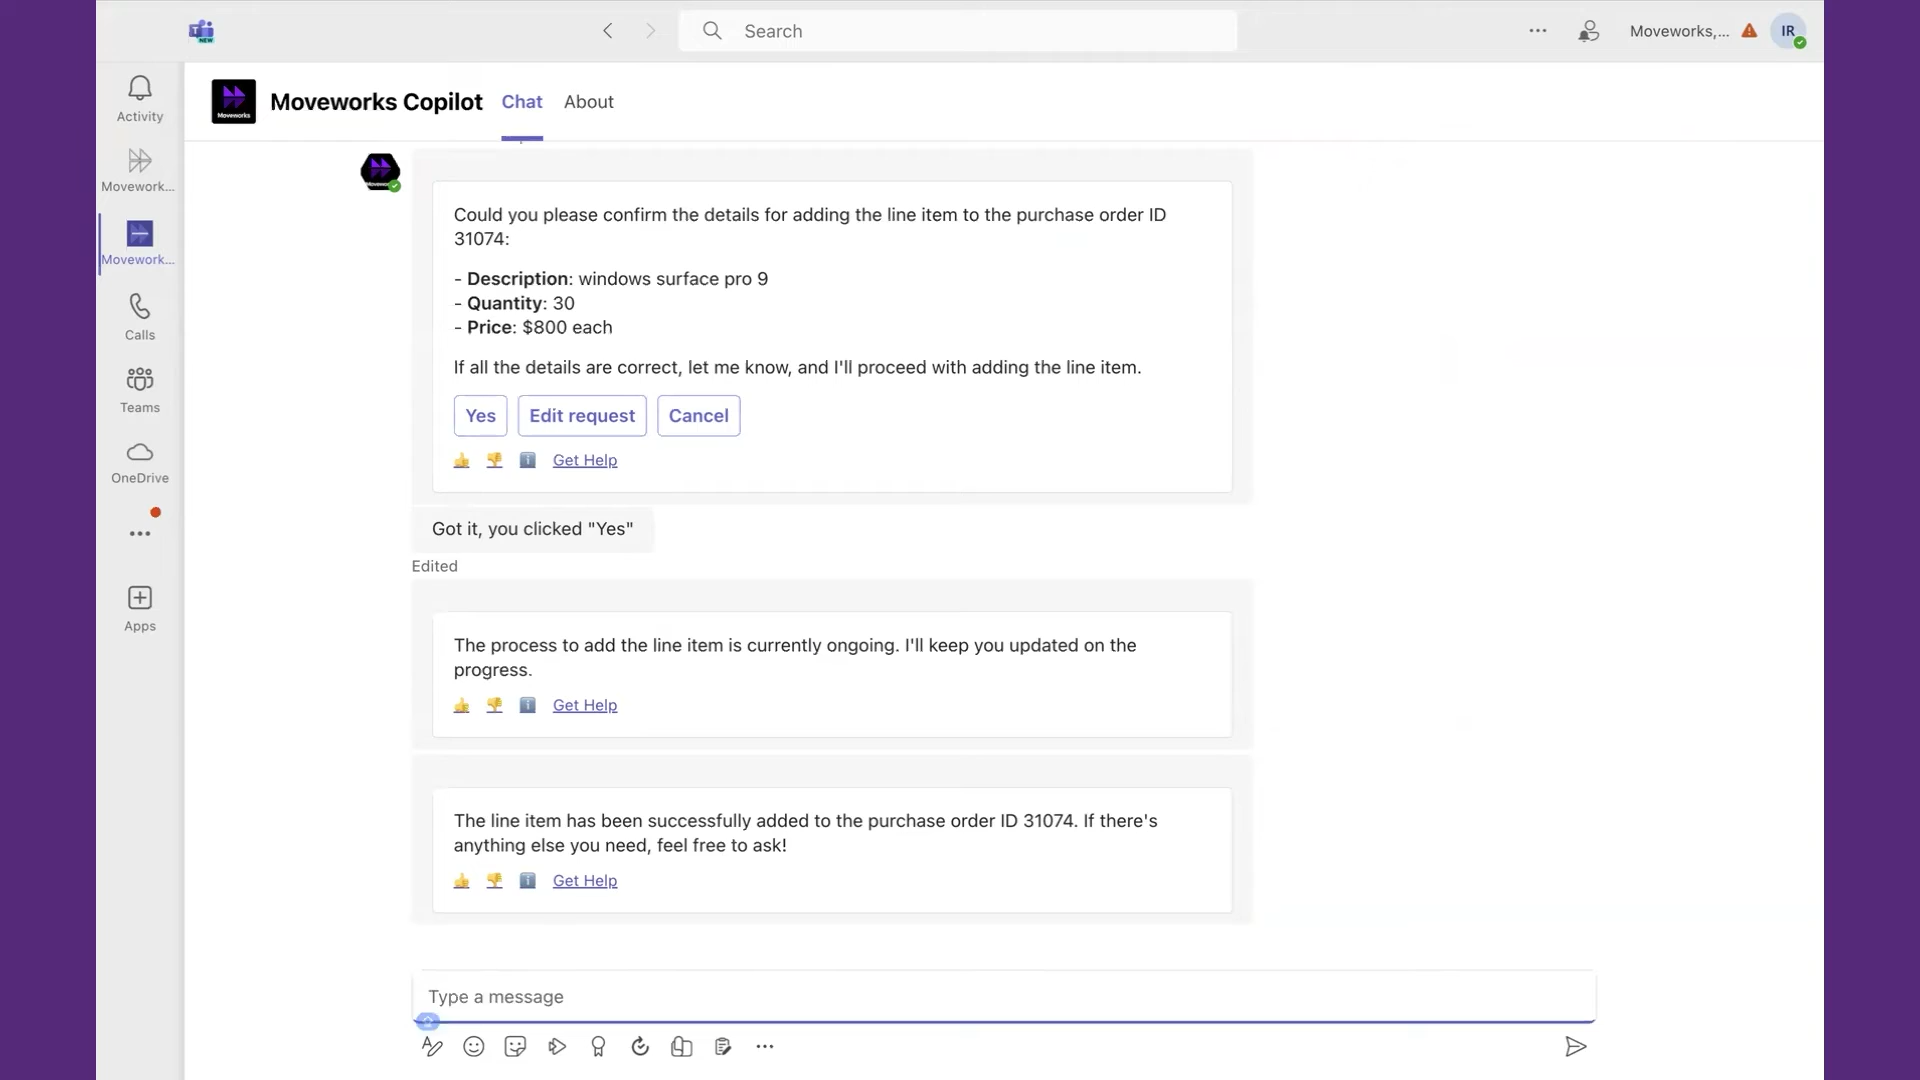 NEW
Search
Moveworks,...
IR
Activity
Movework...
Movework...
Calls
Teams
OneDrive
Apps
Moveworks
Moveworks Copilot
Chat
About
Could you please confirm the details for adding the line item to the purchase order ID
31074:
- Description: windows surface pro 9
- Quantity: 30
- Price: $800 each
If all the details are correct, let me know, and I'll proceed with adding the line item.
Yes
Edit request
Cancel
Get Help
Got it, you clicked "Yes"
Edited
The process to add the line item is currently ongoing. I'll keep you updated on the
progress.
Get Help
The line item has been successfully added to the purchase order ID 31074. If there's
anything else you need, feel free to ask!
Get Help
Type a message